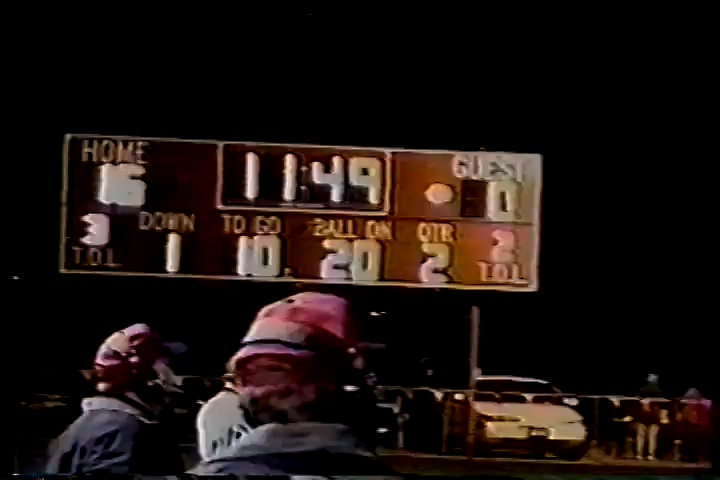 HOME 11:49 GUEST
16 0
3 DOWN TO GO BALL ON QTR 2
T.O.L 1 10 20 2 T.O.L